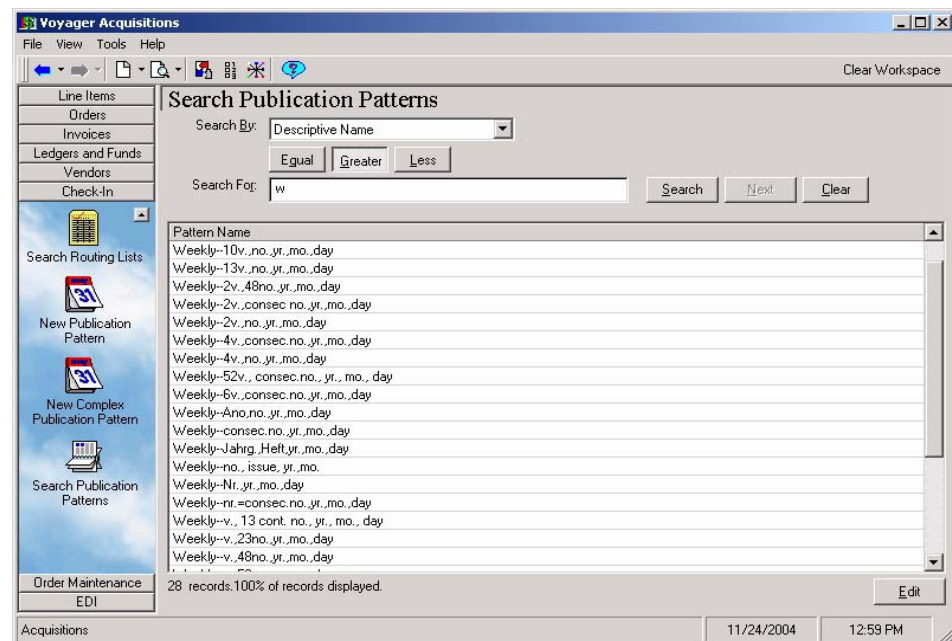 Voyager Acquisitions
File View Tools Help
Clear Workspace
Line Items
Orders
Invoices
Ledgers and Funds
Vendors
Check-In
Search Routing Lists
New Publication
Pattern
New Complex
Publication Pattern
Search Publication
Patterns
Order Maintenance
EDI
Search Publication Patterns
Search By: Descriptive Name
Equal Greater Less
Search For: w Search Next Clear
Pattern Name
Weekly--10v.,no.,yr.,mo.,day
Weekly--13v.,no.,yr.,mo.,day
Weekly--2v.,48no.,yr.,mo.,day
Weekly--2v.,consec no.,yr.,mo.,day
Weekly--2v.,no.,yr.,mo.,day
Weekly--4v.,consec.no.,yr.,mo.,day
Weekly--4v.,no.,yr.,mo.,day
Weekly--52v., consec.no., yr., mo., day
Weekly--6v.,consec.no.,yr.,mo.,day
Weekly--Ano,no.,yr.,mo.,day
Weekly--consec.no.,yr.,mo.,day
Weekly--Jahrg.,Heft,yr.,mo.,day
Weekly--no., issue, yr.,mo.
Weekly--Nr.,yr.,mo.,day
Weekly--nr.=consec.no.,yr.,mo.,day
Weekly--v., 13 cont. no., yr., mo., day
Weekly--v.,23no.,yr.,mo.,day
Weekly--v.,48no.,yr.,mo.,day
28 records.100% of records displayed.
Edit
Acquisitions 11/24/2004 12:59 PM